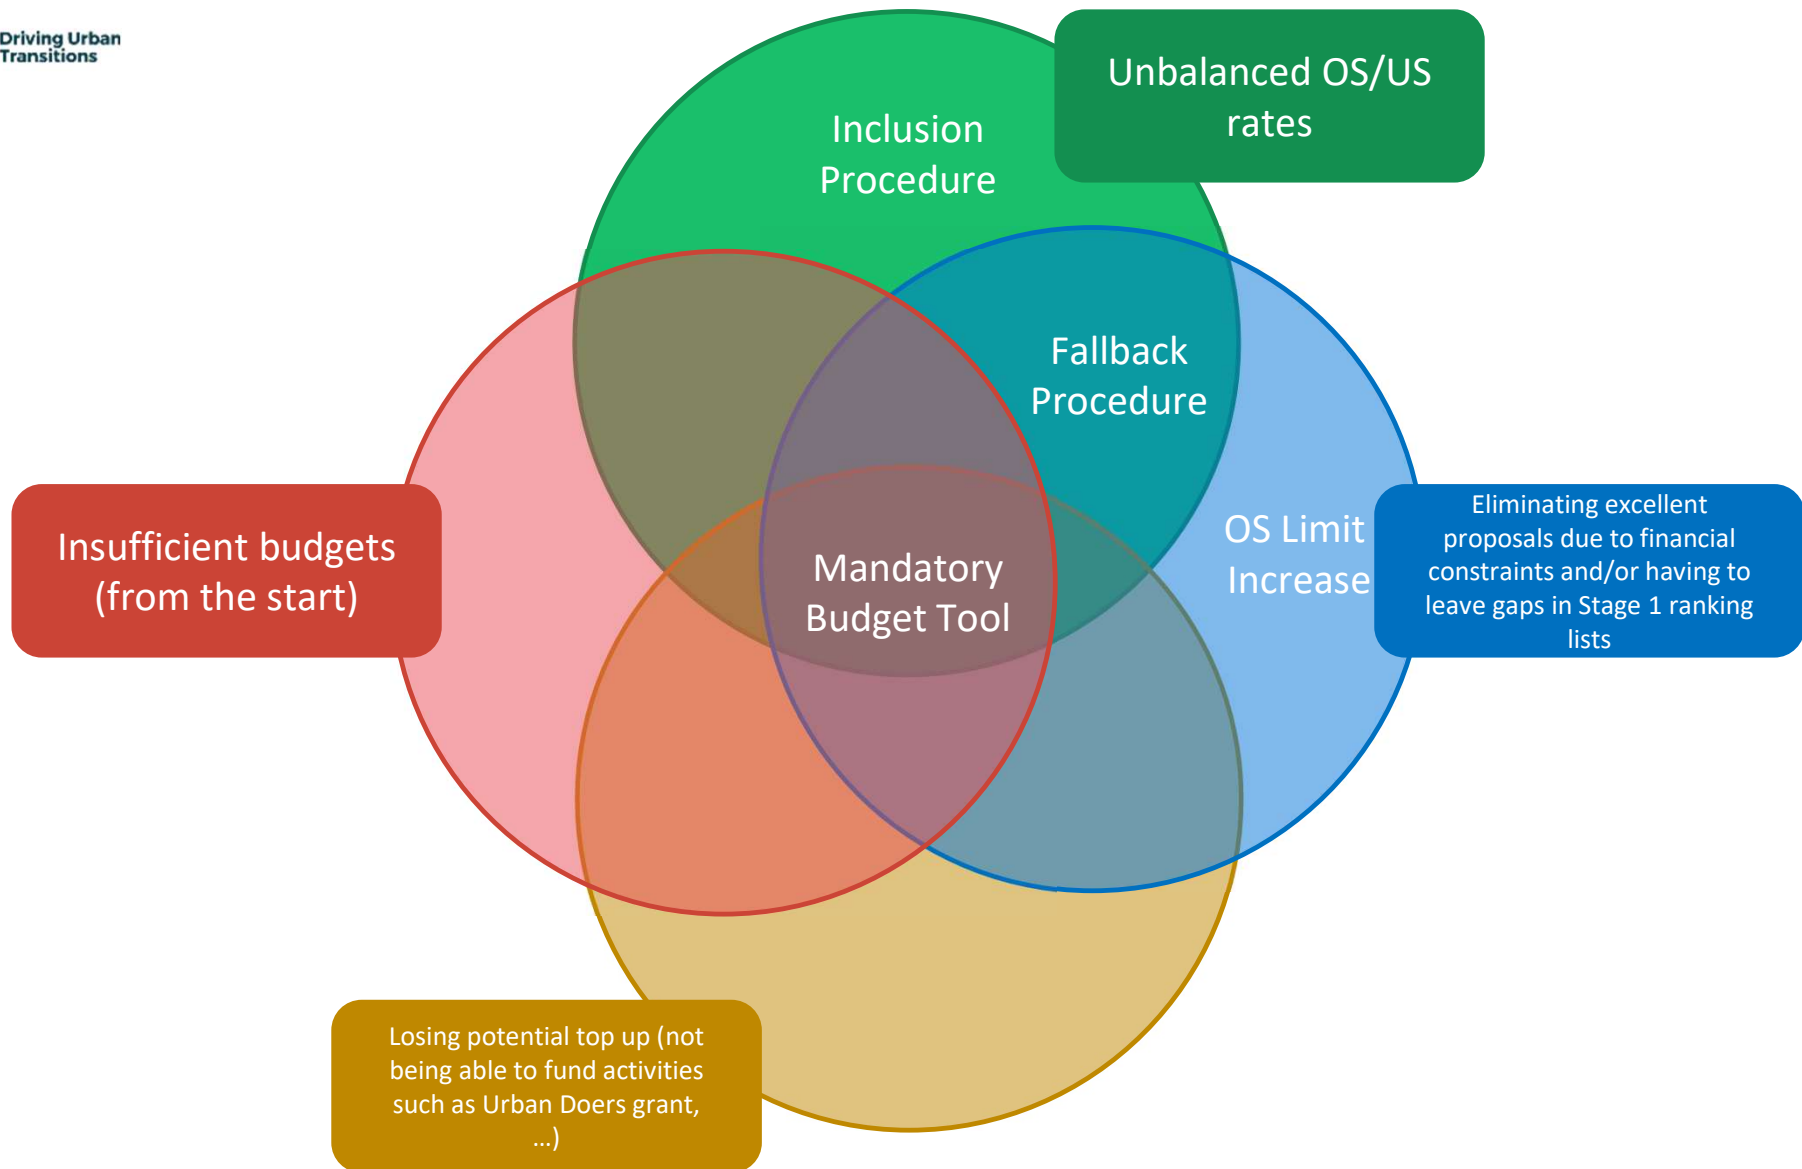 Driving Urban
Transitions
Unbalanced OS/US
rates
Inclusion
Procedure
Fallback
Procedure
Insufficient budgets
(from the start)
Mandatory
Budget Tool
OS Limit
Increase
Eliminating excellent
proposals due to financial
constraints and/or having to
leave gaps in Stage 1 ranking
lists
Losing potential top up (not
being able to fund activities
such as Urban Doers grant,
...)